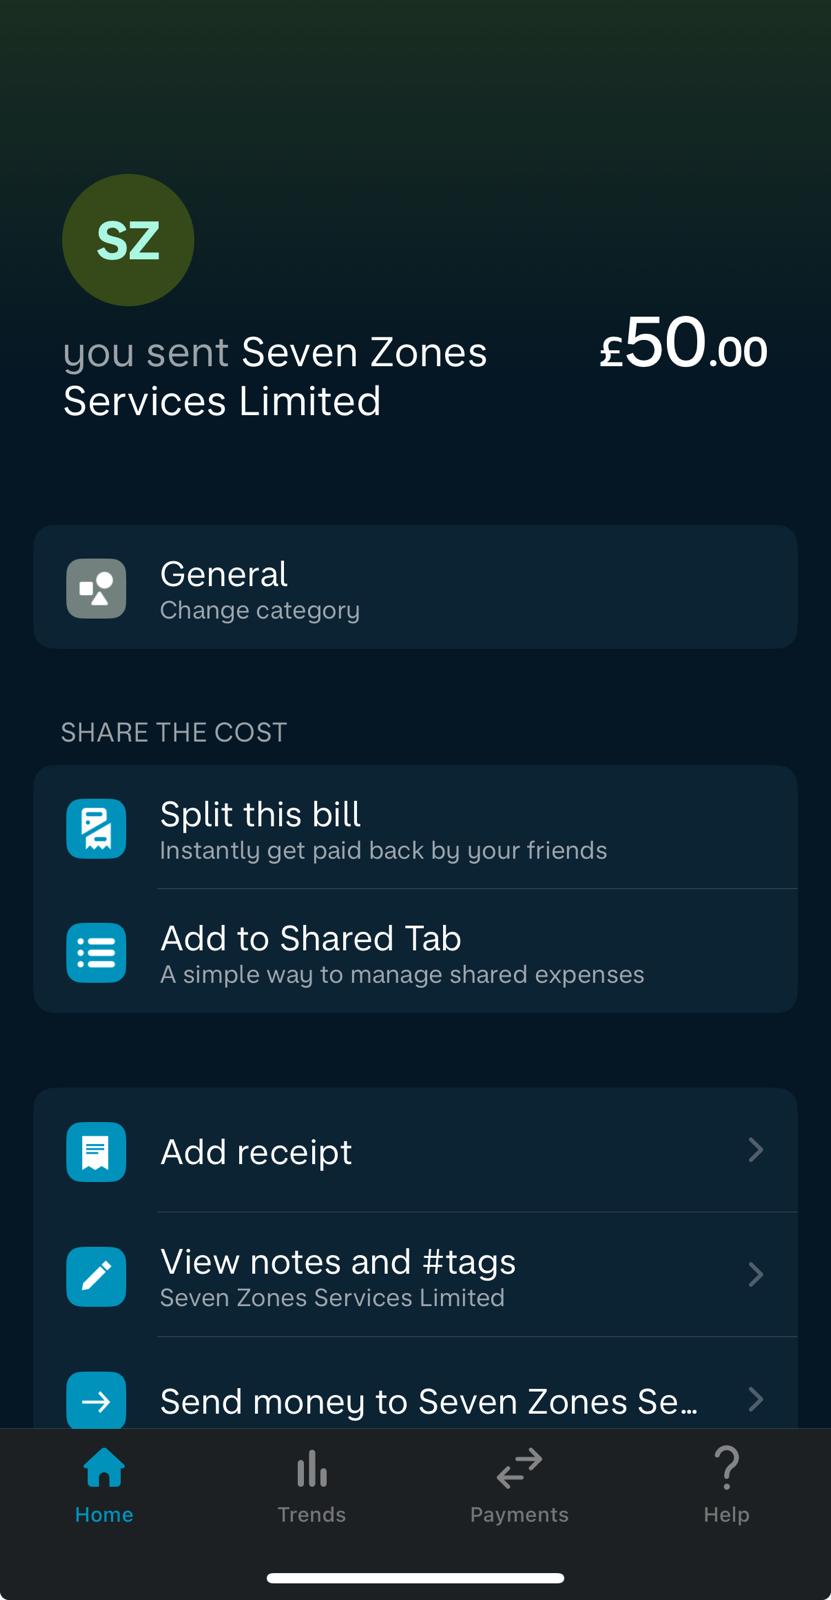 SZ
you sent Seven Zones £50.00
Services Limited
General
Change category
SHARE THE COST
Split this bill
Instantly get paid back by your friends
Add to Shared Tab
A simple way to manage shared expenses
Add receipt
View notes and #tags
Seven Zones Services Limited
Send money to Seven Zones Se...
Home Trends Payments Help